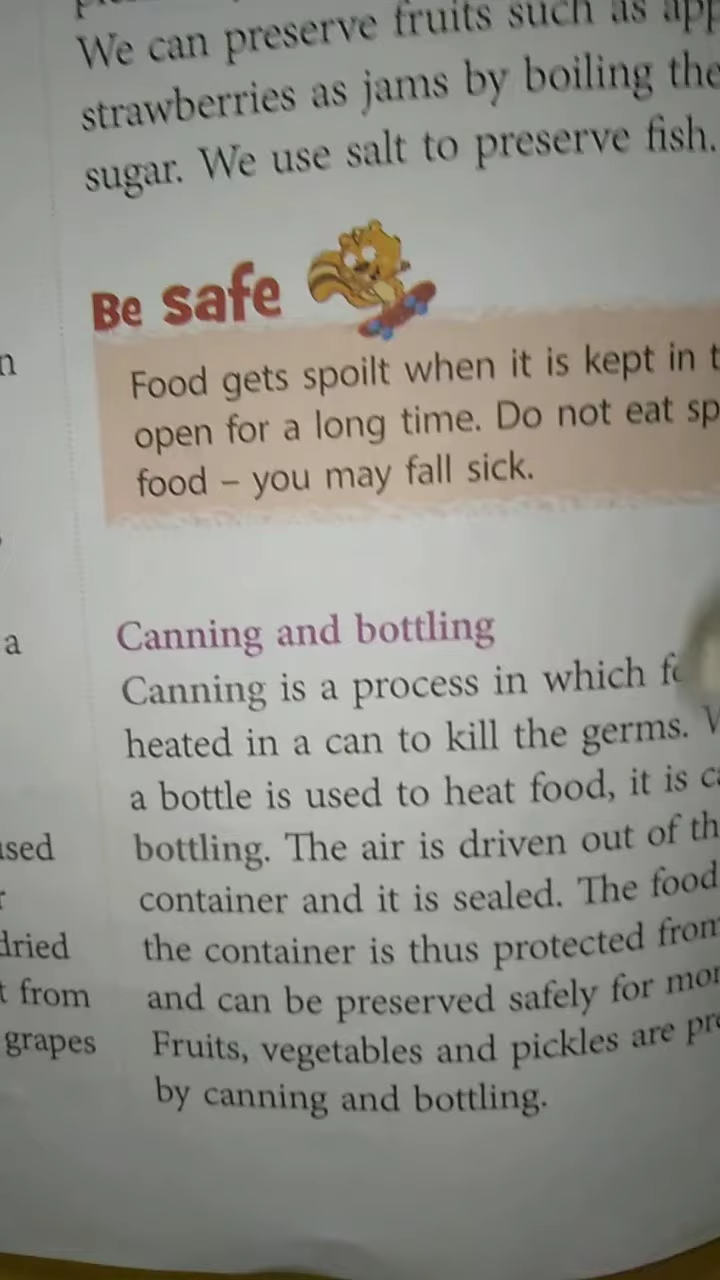 We can preserve fruits such as
strawberries as jams by boiling
sugar. We use salt to preserve fish.
Be safe
Food gets spoilt when it is kept in
open for a long time. Do not eat
food – you may fall sick.
Canning and bottling
Canning is a process in which
heated in a can to kill the germs.
a bottle is used to heat food, it is
bottling. The air is driven out of
container and it is sealed. The food
the container is thus protected from
and can be preserved safely for
Fruits, vegetables and pickles are
by canning and bottling.
a
dried
from
grapes